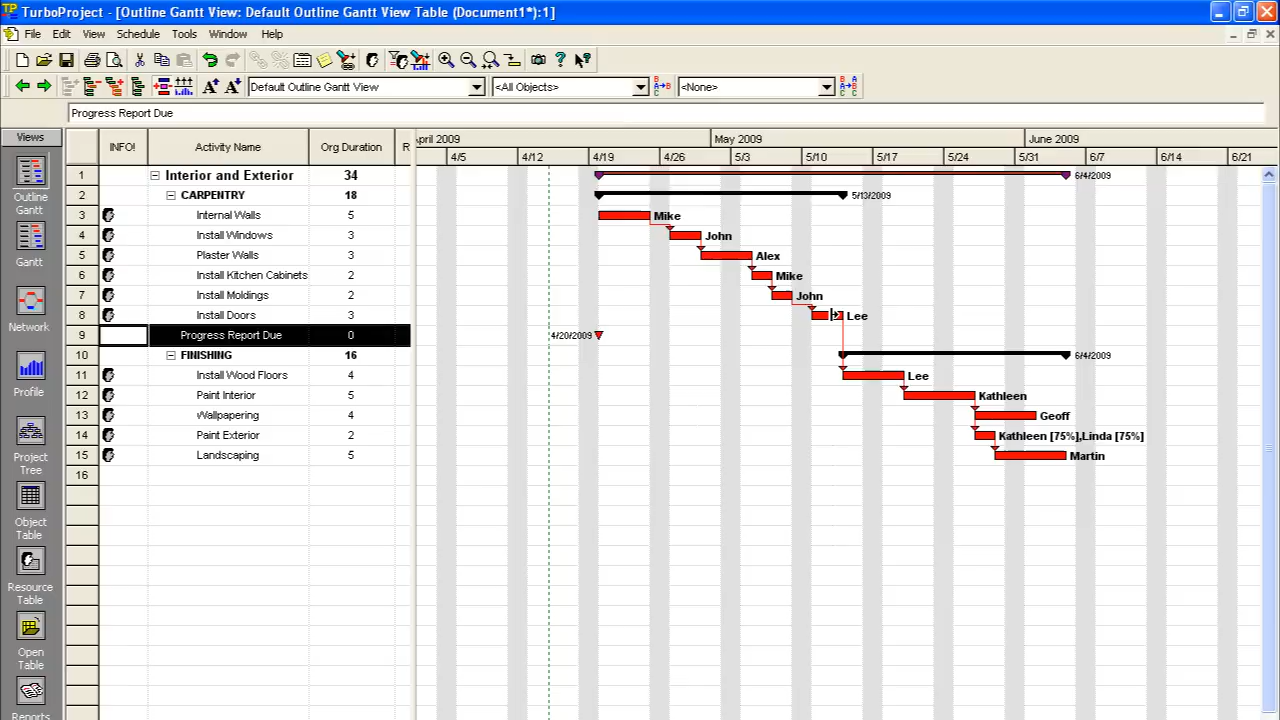 TurboProject - [Outline Gantt View: Default Outline Gantt View Table (Document1*):1]
File Edit View Schedule Tools Window Help
Default Outline Gantt View <All Objects> <None>
Progress Report Due
Views
Outline Gantt
Gantt
Network
Profile
Project Tree
Object Table
Resource Table
Open Table
Reports
INFO! Activity Name Org Duration R
April 2009 May 2009 June 2009
4/5 4/12 4/19 4/26 5/3 5/10 5/17 5/24 5/31 6/7 6/14 6/21
1 Interior and Exterior 34 6/4/2009
2 CARPENTRY 18 5/13/2009
3 Internal Walls 5 Mike
4 Install Windows 3 John
5 Plaster Walls 3 Alex
6 Install Kitchen Cabinets 2 Mike
7 Install Moldings 2 John
8 Install Doors 3 Lee
9 Progress Report Due 0 4/20/2009
10 FINISHING 16 6/4/2009
11 Install Wood Floors 4 Lee
12 Paint Interior 5 Kathleen
13 Wallpapering 4 Geoff
14 Paint Exterior 2 Kathleen [75%],Linda [75%]
15 Landscaping 5 Martin
16